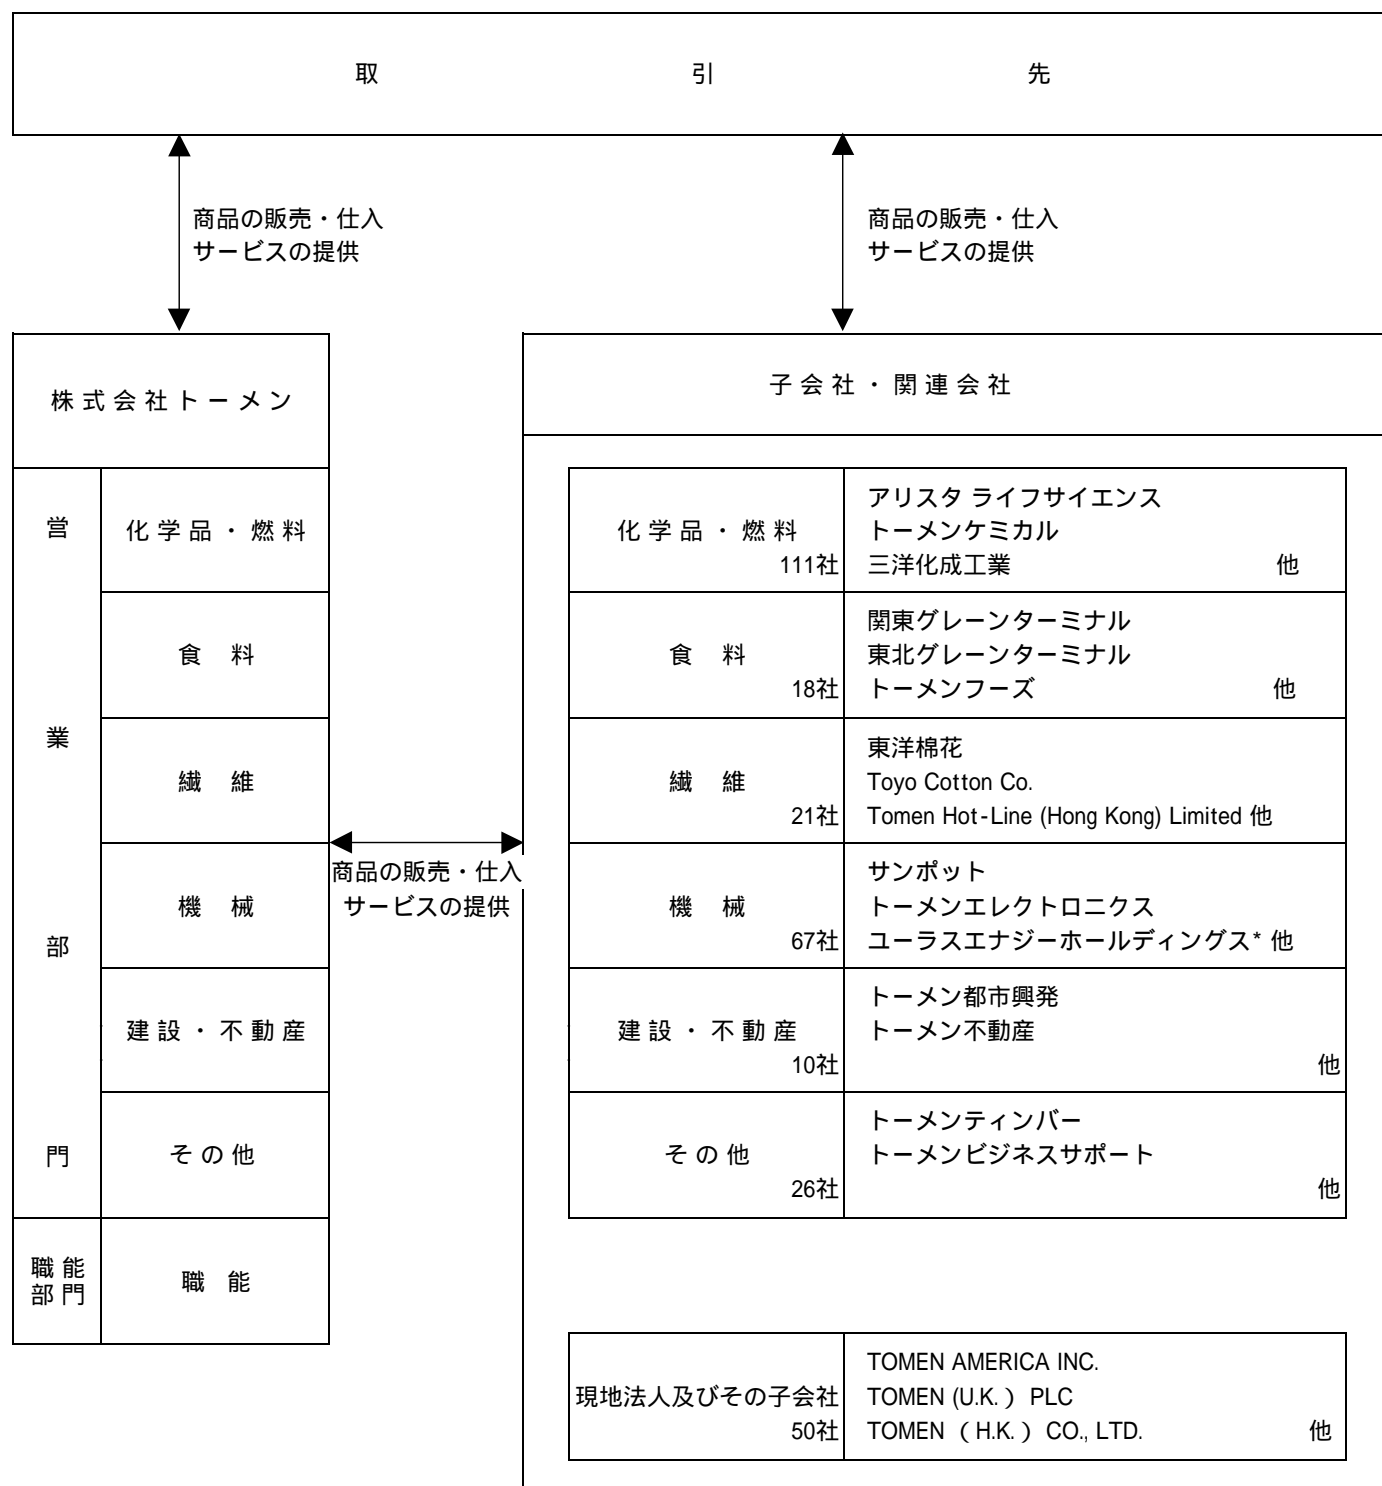 取引先
商品の販売・仕入
サービスの提供
商品の販売・仕入
サービスの提供
株式会社トーメン
営業部門
化学品・燃料
食料
繊維
機械
建設・不動産
その他
職能
部門
職能
商品の販売・仕入
サービスの提供
子会社・関連会社
化学品・燃料
111社
アリスタ ライフサイエンス
トーメンケミカル
三洋化成工業 他
食料
18社
関東グレーンターミナル
東北グレーンターミナル
トーメンフーズ 他
繊維
21社
東洋棉花
Toyo Cotton Co.
Tomen Hot-Line (Hong Kong) Limited 他
機械
67社
サンポット
トーメンエレクトロニクス
ユーラスエナジーホールディングス* 他
建設・不動産
10社
トーメン都市興発
トーメン不動産
他
その他
26社
トーメンティンバー
トーメンビジネスサポート
他
現地法人及びその子会社
50社
TOMEN AMERICA INC.
TOMEN (U.K.) PLC
TOMEN (H.K.) CO., LTD. 他